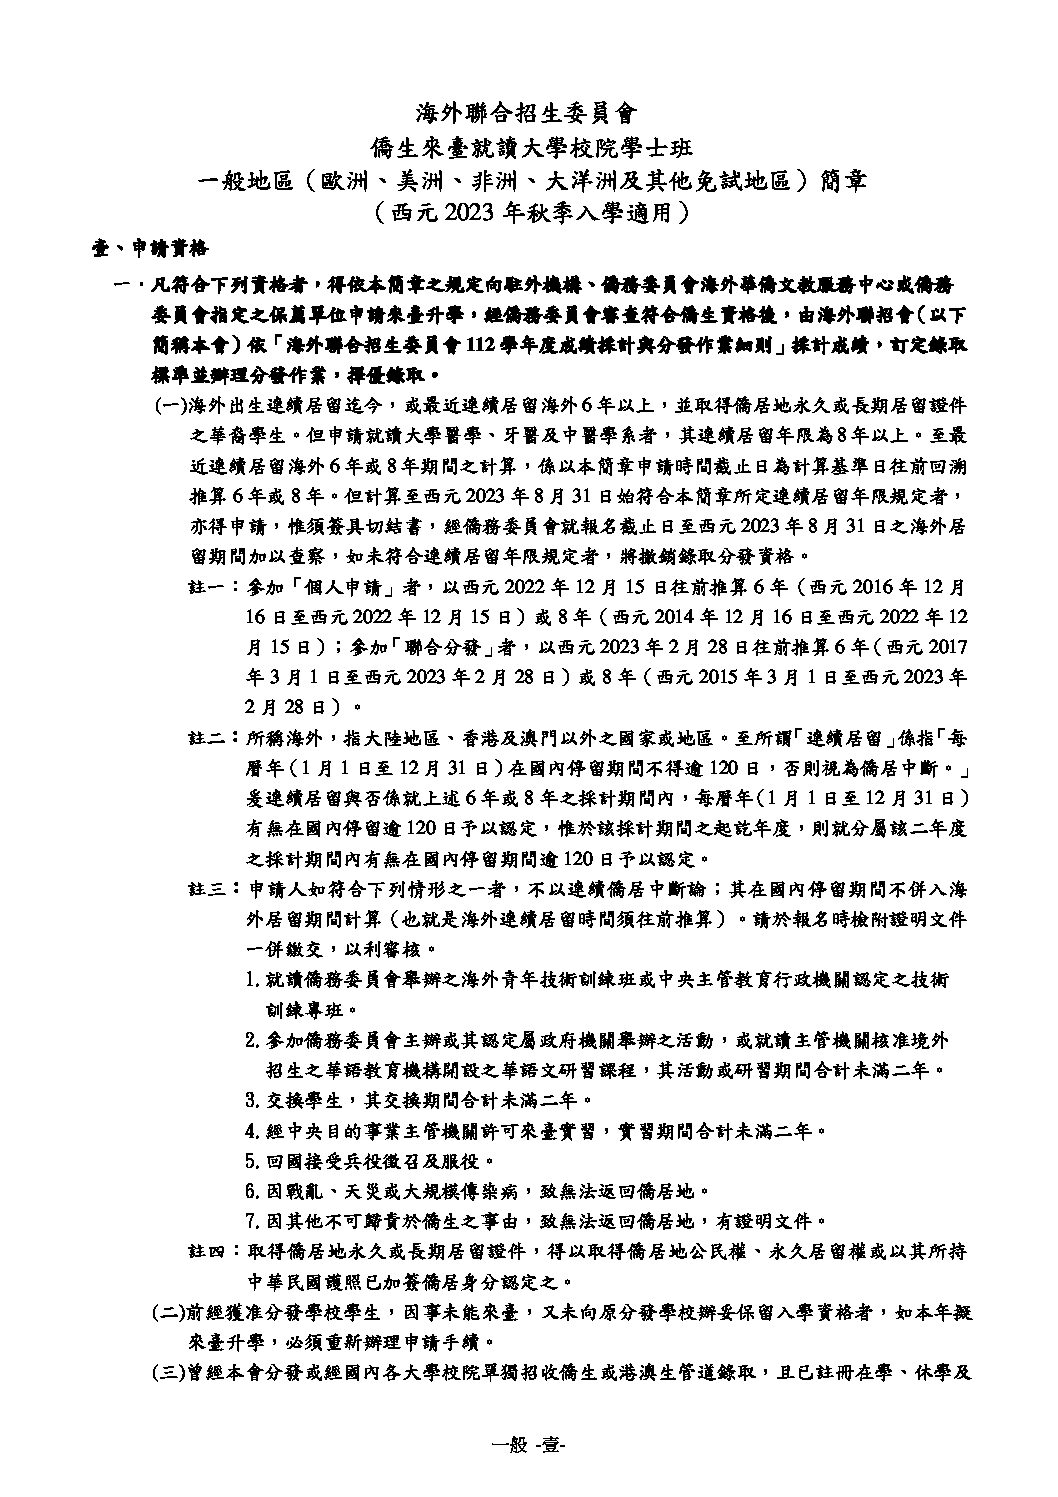 海外聯合招生委員會
僑生來臺就讀大學校院學士班
一般地區（歐洲、美洲、非洲、大洋洲及其他免試地區）簡章
（西元 2023 年秋季入學適用）
壹、申請資格
一．凡符合下列資格者，得依本簡章之規定向駐外機構、僑務委員會海外華僑文教服務中心或僑務
委員會指定之保薦單位申請來臺升學，經僑務委員會審查符合僑生資格後，由海外聯招會（以下
簡稱本會）依「海外聯合招生委員會 112 學年度成績採計與分發作業細則」採計成績，訂定錄取
標準並辦理分發作業，擇優錄取。
(一)海外出生連續居留迄今，或最近連續居留海外 6 年以上，並取得僑居地永久或長期居留證件
之華裔學生。但申請就讀大學醫學、牙醫及中醫學系者，其連續居留年限為 8 年以上。至最
近連續居留海外 6 年或 8 年期間之計算，係以本簡章申請時間截止日為計算基準日往前回溯
推算 6 年或 8 年。但計算至西元 2023 年 8 月 31 日始符合本簡章所定連續居留年限規定者，
亦得申請，惟須簽具切結書，經僑務委員會就報名截止日至西元 2023 年 8 月 31 日之海外居
留期間加以查察，如未符合連續居留年限規定者，將撤銷錄取分發資格。
註一：參加「個人申請」者，以西元 2022 年 12 月 15 日往前推算 6 年（西元 2016 年 12 月
16 日至西元 2022 年 12 月 15 日）或 8 年（西元 2014 年 12 月 16 日至西元 2022 年 12
月 15 日）；參加「聯合分發」者，以西元 2023 年 2 月 28 日往前推算 6 年（西元 2017
年 3 月 1 日至西元 2023 年 2 月 28 日）或 8 年（西元 2015 年 3 月 1 日至西元 2023 年
2 月 28 日）。
註二：所稱海外，指大陸地區、香港及澳門以外之國家或地區。至所謂「連續居留」係指「每
曆年（1 月 1 日至 12 月 31 日）在國內停留期間不得逾 120 日，否則視為僑居中斷。」
爰連續居留與否係就上述 6 年或 8 年之採計期間內，每曆年（1 月 1 日至 12 月 31 日）
有無在國內停留逾 120 日予以認定，惟於該採計期間之起訖年度，則就分屬該二年度
之採計期間內有無在國內停留期間逾 120 日予以認定。
註三：申請人如符合下列情形之一者，不以連續僑居中斷論；其在國內停留期間不併入海
外居留期間計算（也就是海外連續居留時間須往前推算）。請於報名時檢附證明文件
一併繳交，以利審核。
1. 就讀僑務委員會舉辦之海外青年技術訓練班或中央主管教育行政機關認定之技術
訓練專班。
2. 參加僑務委員會主辦或其認定屬政府機關舉辦之活動，或就讀主管機關核准境外
招生之華語教育機構開設之華語文研習課程，其活動或研習期間合計未滿二年。
3. 交換學生，其交換期間合計未滿二年。
4. 經中央目的事業主管機關許可來臺實習，實習期間合計未滿二年。
5. 回國接受兵役徵召及服役。
6. 因戰亂、天災或大規模傳染病，致無法返回僑居地。
7. 因其他不可歸責於僑生之事由，致無法返回僑居地，有證明文件。
註四：取得僑居地永久或長期居留證件，得以取得僑居地公民權、永久居留權或以其所持
中華民國護照已加簽僑居身分認定之。
(二)前經獲准分發學校學生，因事未能來臺，又未向原分發學校辦妥保留入學資格者，如本年擬
來臺升學，必須重新辦理申請手續。
(三)曾經本會分發或經國內各大學校院單獨招收僑生或港澳生管道錄取，且已註冊在學、休學及
一般 -壹-